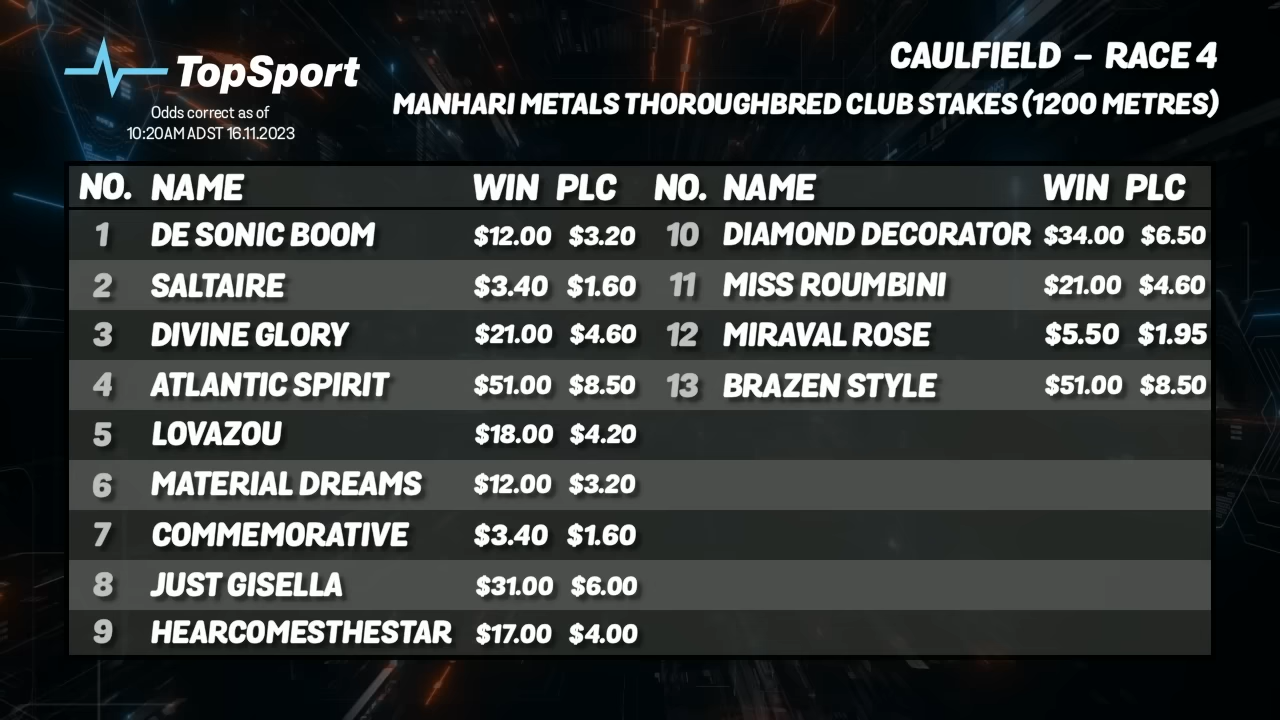 TopSport
Odds correct as of
10:20AM ADST 16.11.2023
CAULFIELD – RACE 4
MANHARI METALS THOROUGHBRED CLUB STAKES (1200 METRES)
NO. NAME WIN PLC NO. NAME WIN PLC
1 DE SONIC BOOM $12.00 $3.20 10 DIAMOND DECORATOR $34.00 $6.50
2 SALTAIRE $3.40 $1.60 11 MISS ROUMBINI $21.00 $4.60
3 DIVINE GLORY $21.00 $4.60 12 MIRAVAL ROSE $5.50 $1.95
4 ATLANTIC SPIRIT $51.00 $8.50 13 BRAZEN STYLE $51.00 $8.50
5 LOVAZOU $18.00 $4.20
6 MATERIAL DREAMS $12.00 $3.20
7 COMMEMORATIVE $3.40 $1.60
8 JUST GISELLA $31.00 $6.00
9 HEARCOMESTHESTAR $17.00 $4.00